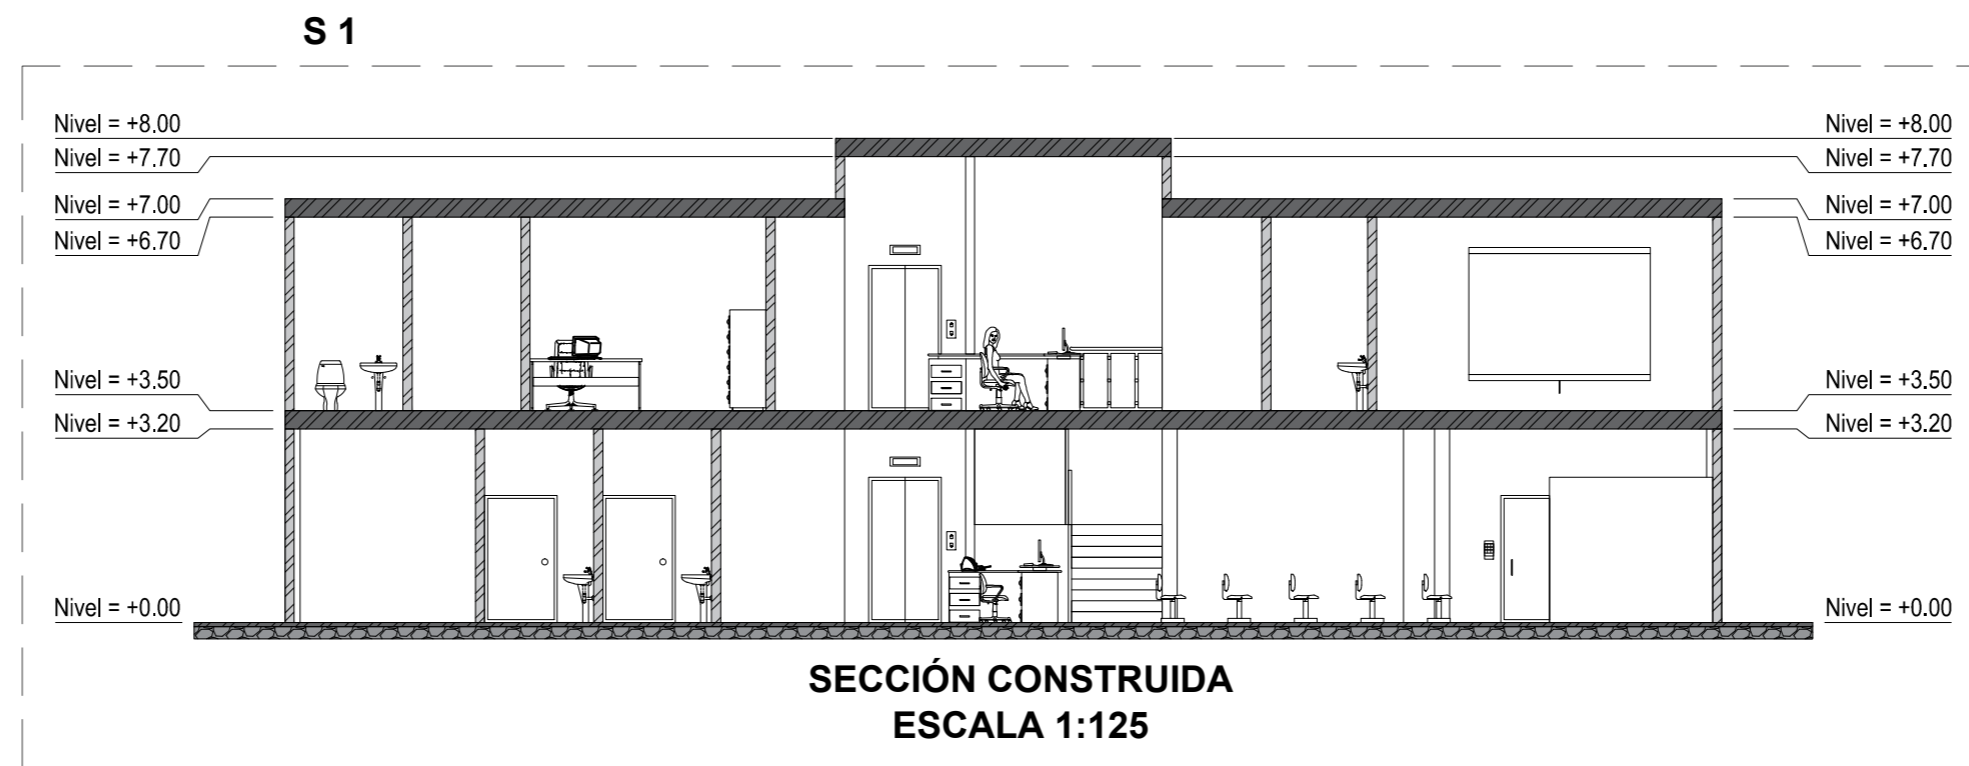 S 1
Nivel = +8.00
Nivel = +7.70
Nivel = +7.00
Nivel = +6.70
Nivel = +3.50
Nivel = +3.20
Nivel = +0.00
Nivel = +8.00
Nivel = +7.70
Nivel = +7.00
Nivel = +6.70
Nivel = +3.50
Nivel = +3.20
Nivel = +0.00
SECCIÓN CONSTRUIDA
ESCALA 1:125